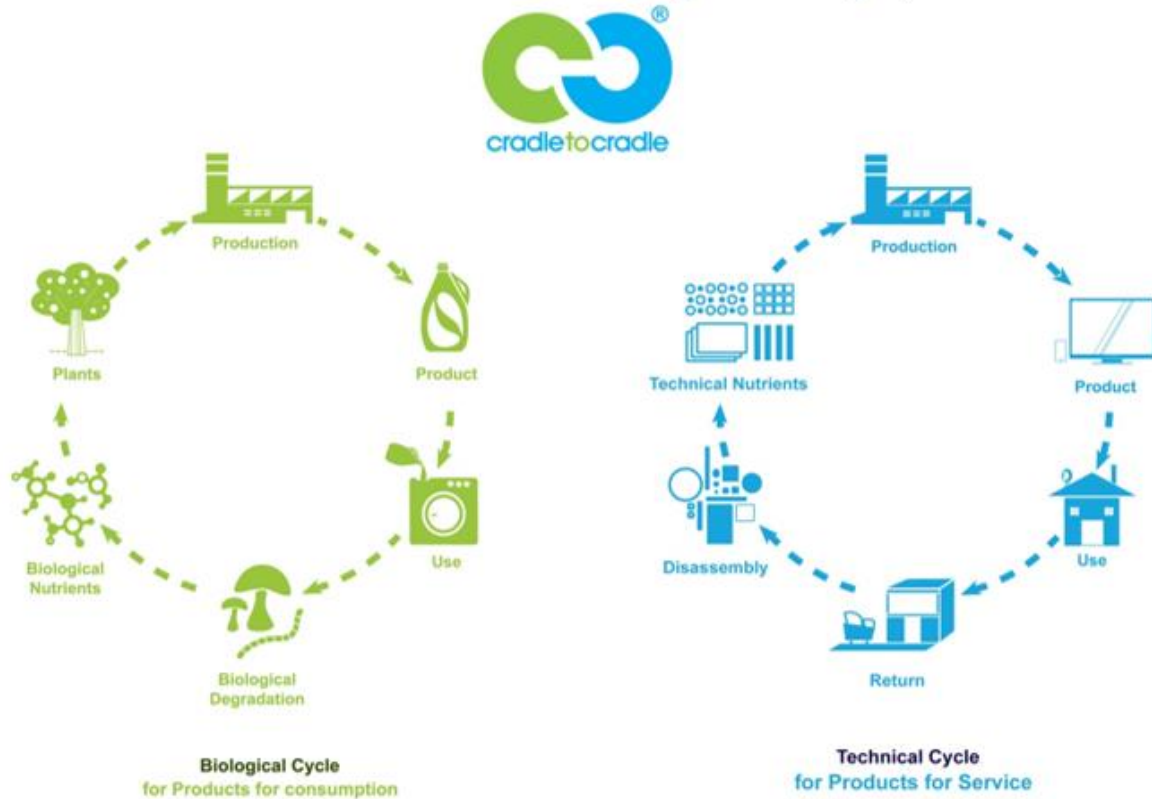 ®
cradletocradle
Production
Product
Use
Biological
Degradation
Biological
Nutrients
Plants
Biological Cycle
for Products for consumption
Production
Product
Use
Return
Disassembly
Technical Nutrients
Technical Cycle
for Products for Service